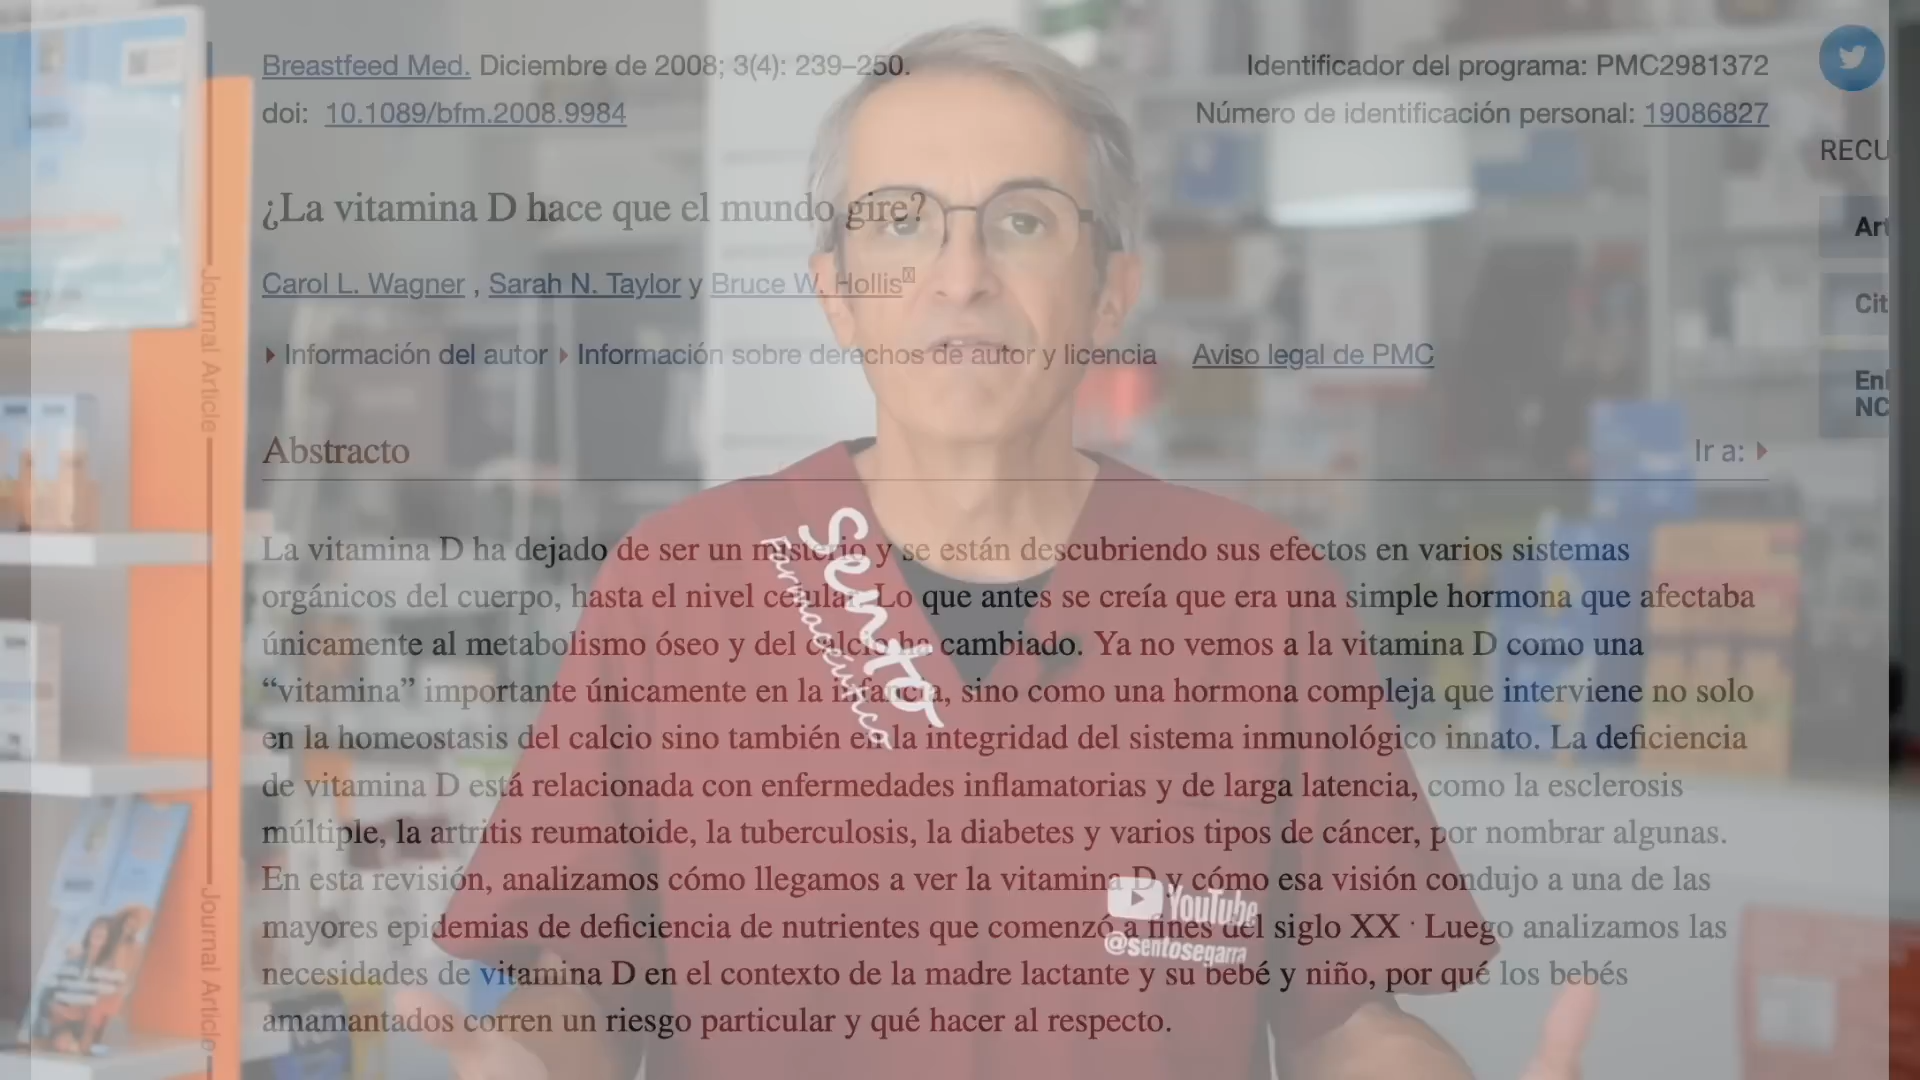 Breastfeed Med. Diciembre de 2008; 3(4): 239–250.
doi: 10.1089/bfm.2008.9984
Identificador del programa: PMC2981372
Número de identificación personal: 19086827
¿La vitamina D hace que el mundo gire?
Carol L. Wagner , Sarah N. Taylor y Bruce W. Hollis
Información del autor Información sobre derechos de autor y licencia Aviso legal de PMC
Abstracto
Ir a:
La vitamina D ha dejado de ser un misterio y se están descubriendo sus efectos en varios sistemas
orgánicos del cuerpo, hasta el nivel celular. Lo que antes se creía que era una simple hormona que afectaba
únicamente al metabolismo óseo y del calcio ha cambiado. Ya no vemos a la vitamina D como una
“vitamina” importante únicamente en la infancia, sino como una hormona compleja que interviene no solo
en la homeostasis del calcio sino también en la integridad del sistema inmunológico innato. La deficiencia
de vitamina D está relacionada con enfermedades inflamatorias y de larga latencia, como la esclerosis
múltiple, la artritis reumatoide, la tuberculosis, la diabetes y varios tipos de cáncer, por nombrar algunas.
En esta revisión, analizamos cómo llegamos a ver la vitamina D y cómo esa visión condujo a una de las
mayores epidemias de deficiencia de nutrientes que comenzó a fines del siglo XX · Luego analizamos las
necesidades de vitamina D en el contexto de la madre lactante y su bebé y niño, por qué los bebés
amamantados corren un riesgo particular y qué hacer al respecto.
RECU
Art
Cit
Enl
NC
Journal Article
Journal Article
Sento
Farmacéutico
YouTube
@sentosegarra